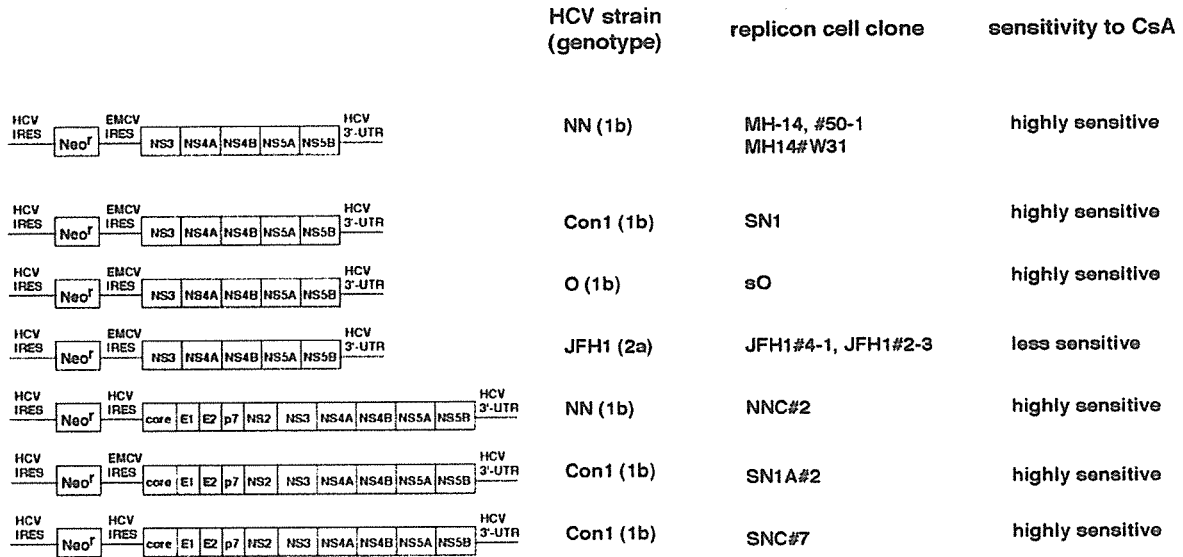 HCV strain (genotype) replicon cell clone sensitivity to CsA
HCV IRES Neoʳ EMCV IRES NS3 NS4A NS4B NS5A NS5B HCV 3'-UTR NN (1b) MH-14, #50-1 MH14#W31 highly sensitive
HCV IRES Neoʳ EMCV IRES NS3 NS4A NS4B NS5A NS5B HCV 3'-UTR Con1 (1b) SN1 highly sensitive
HCV IRES Neoʳ EMCV IRES NS3 NS4A NS4B NS5A NS5B HCV 3'-UTR O (1b) sO highly sensitive
HCV IRES Neoʳ EMCV IRES NS3 NS4A NS4B NS5A NS5B HCV 3'-UTR JFH1 (2a) JFH1#4-1, JFH1#2-3 less sensitive
HCV IRES Neoʳ HCV IRES core E1 E2 p7 NS2 NS3 NS4A NS4B NS5A NS5B HCV 3'-UTR NN (1b) NNC#2 highly sensitive
HCV IRES Neoʳ EMCV IRES core E1 E2 p7 NS2 NS3 NS4A NS4B NS5A NS5B HCV 3'-UTR Con1 (1b) SN1A#2 highly sensitive
HCV IRES Neoʳ HCV IRES core E1 E2 p7 NS2 NS3 NS4A NS4B NS5A NS5B HCV 3'-UTR Con1 (1b) SNC#7 highly sensitive